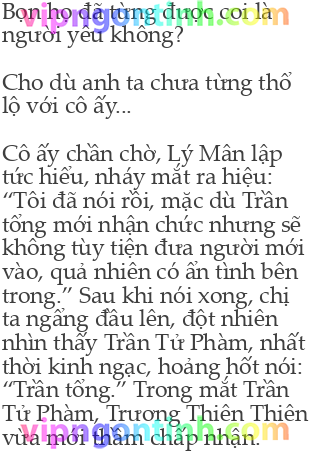 Bọn họ đã từng được coi là
người yêu không?
Cho dù anh ta chưa từng thổ
lộ với cô ấy...
Cô ấy chần chờ, Lý Mân lập
tức hiểu, nháy mắt ra hiệu:
“Tôi đã nói rồi, mặc dù Trần
tổng mới nhận chức nhưng sẽ
không tùy tiện đưa người mới
vào, quả nhiên có ẩn tình bên
trong.” Sau khi nói xong, chị
ta ngẩng đầu lên, đột nhiên
nhìn thấy Trần Tử Phàm, nhất
thời kinh ngạc, hoảng hốt nói:
“Trần tổng.” Trong mắt Trần
Tử Phàm, Trương Thiên Thiên
vừa mới thầm chấp nhận.
vipngontinh.com
vipngontinh.com